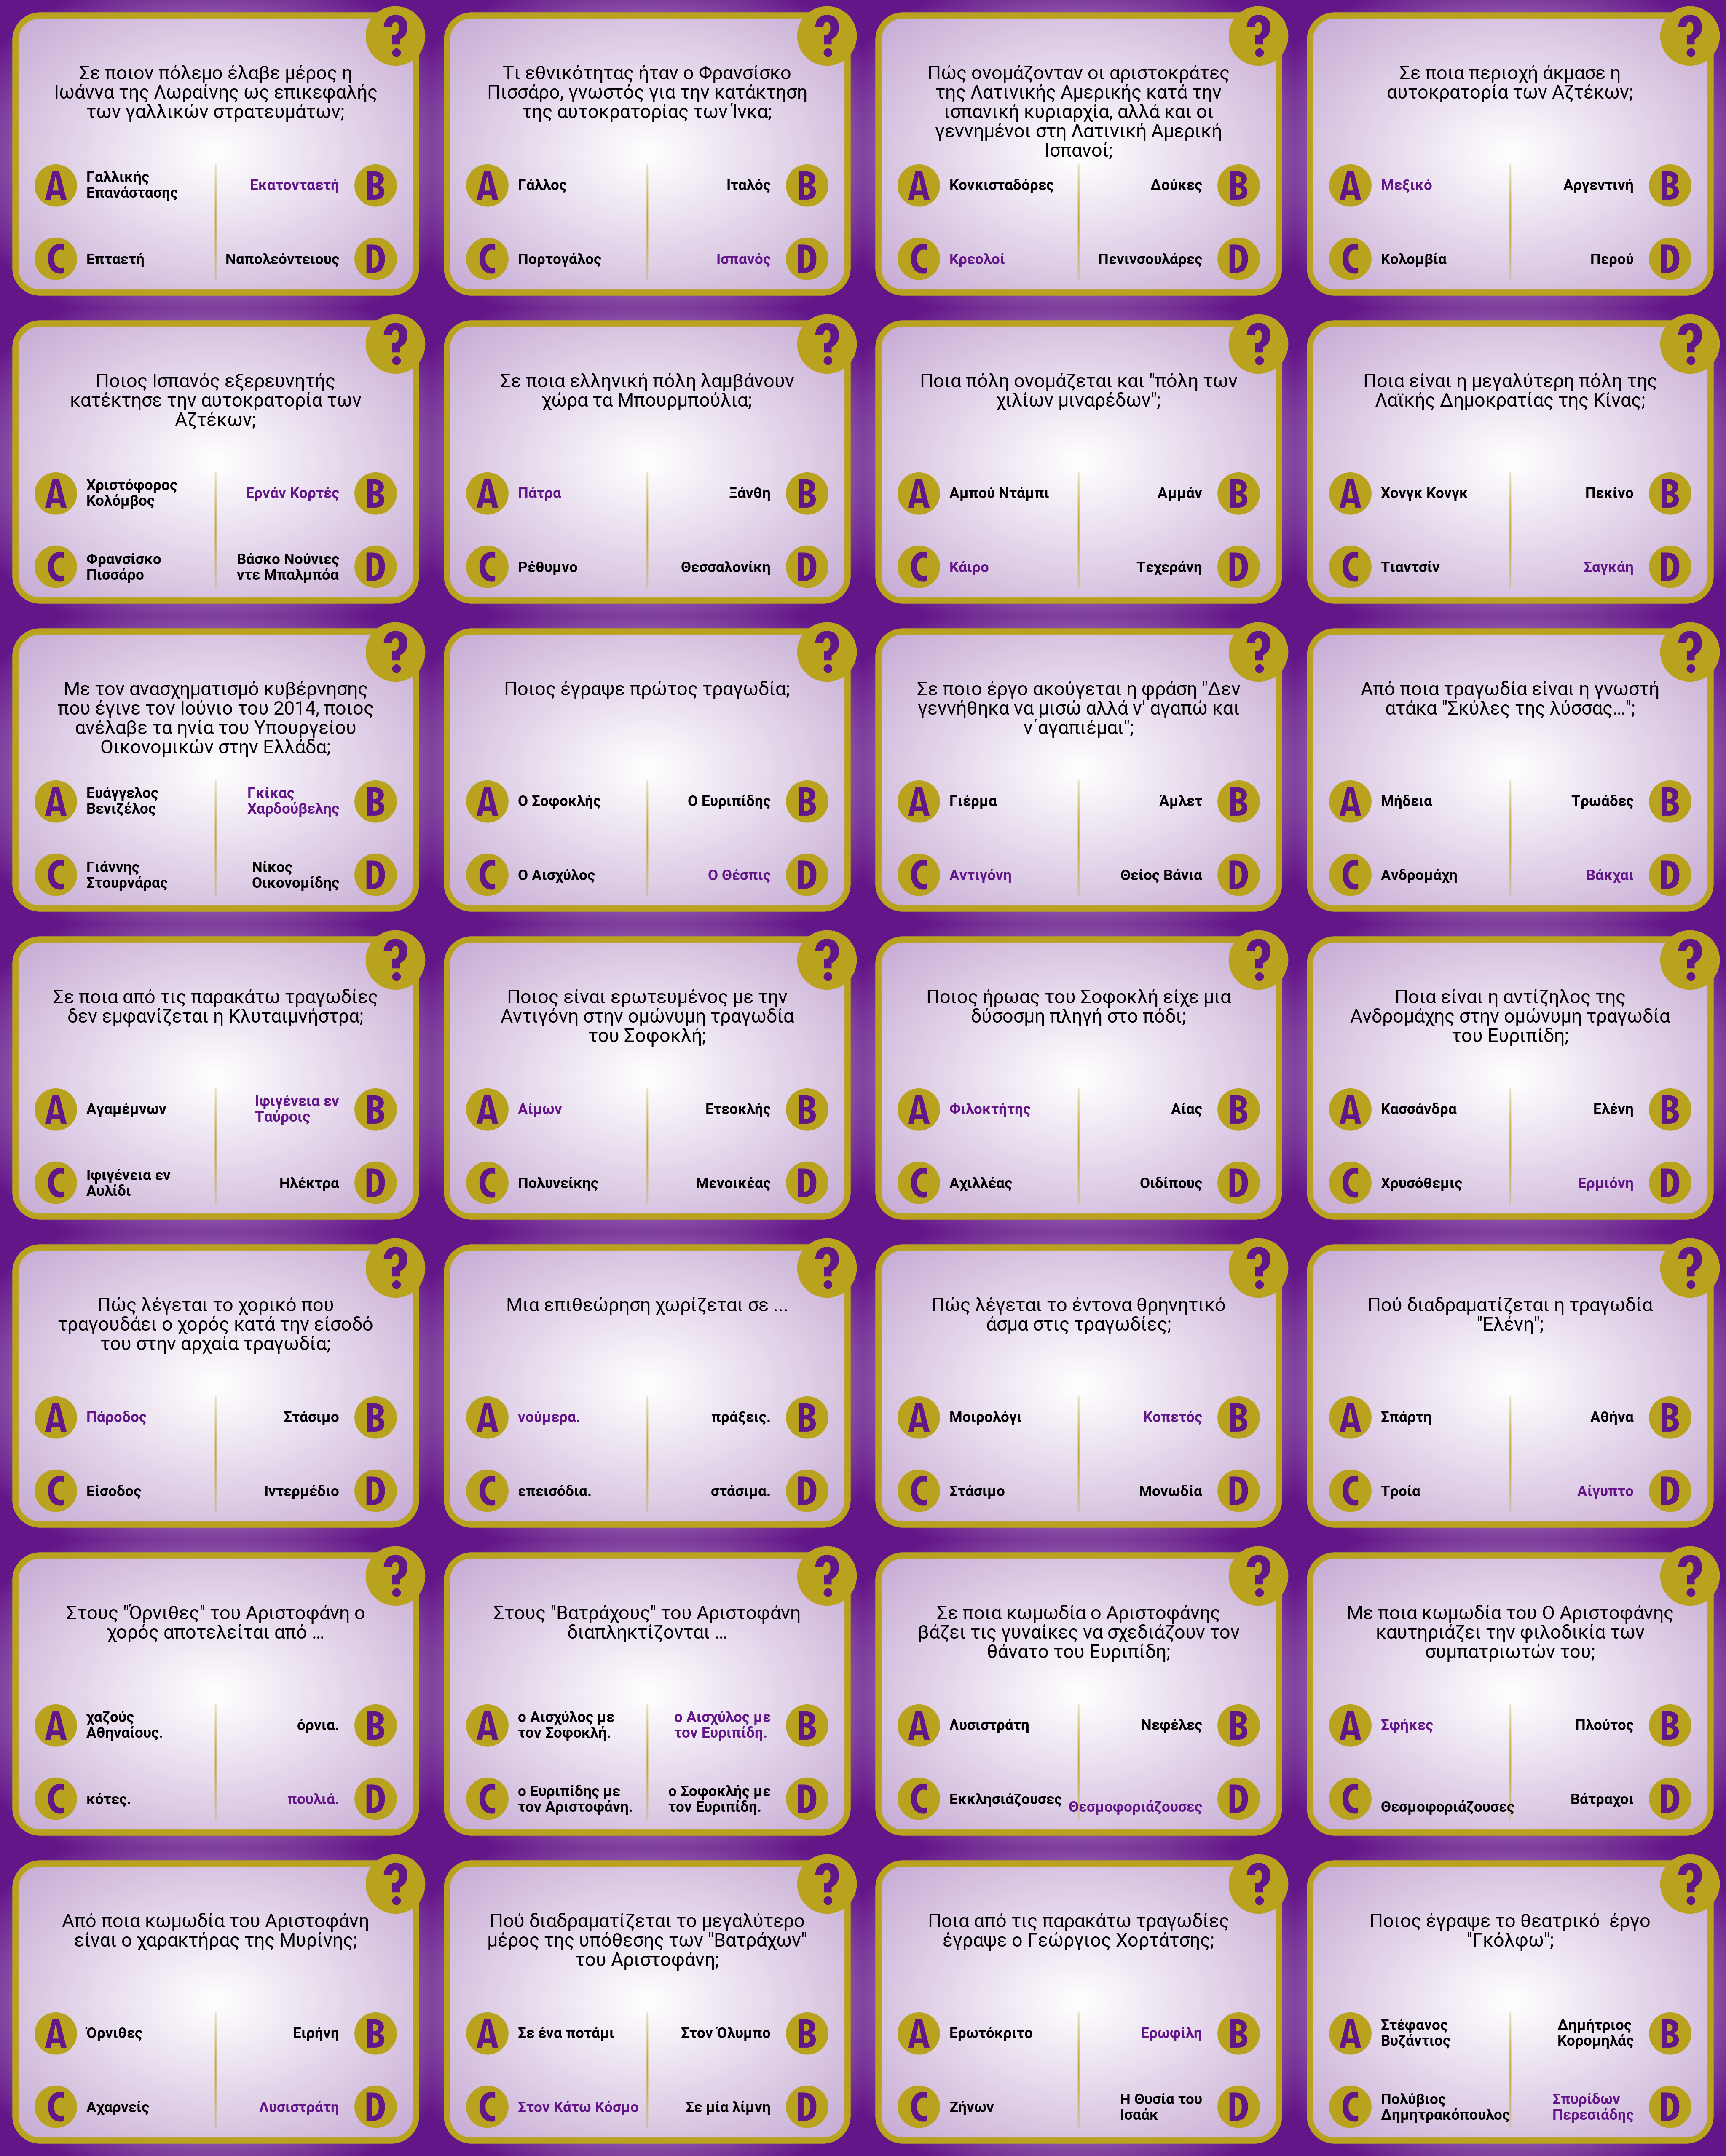 ?
Σε ποιον πόλεμο έλαβε μέρος η
Ιωάννα της Λωραίνης ως επικεφαλής
των γαλλικών στρατευμάτων;
A Γαλλικής
Επανάστασης
Εκατονταετή B
C Επταετή
Ναπολεόντειους D
?
Τι εθνικότητας ήταν ο Φρανσίσκο
Πισσάρο, γνωστός για την κατάκτηση
της αυτοκρατορίας των Ίνκα;
A Γάλλος
Ιταλός B
C Πορτογάλος
Ισπανός D
?
Πώς ονομάζονταν οι αριστοκράτες
της Λατινικής Αμερικής κατά την
ισπανική κυριαρχία, αλλά και οι
γεννημένοι στη Λατινική Αμερική
Ισπανοί;
A Κονκισταδόρες
Δούκες B
C Κρεολοί
Πενινσουλάρες D
?
Σε ποια περιοχή άκμασε η
αυτοκρατορία των Αζτέκων;
A Μεξικό
Αργεντινή B
C Κολομβία
Περού D
?
Ποιος Ισπανός εξερευνητής
κατέκτησε την αυτοκρατορία των
Αζτέκων;
A Χριστόφορος
Κολόμβος
Ερνάν Κορτές B
C Φρανσίσκο
Πισσάρο
Βάσκο Νούνιες
ντε Μπαλμπόα D
?
Σε ποια ελληνική πόλη λαμβάνουν
χώρα τα Μπουρμπούλια;
A Πάτρα
Ξάνθη B
C Ρέθυμνο
Θεσσαλονίκη D
?
Ποια πόλη ονομάζεται και "πόλη των
χιλίων μιναρέδων";
A Αμπού Ντάμπι
Αμμάν B
C Κάιρο
Τεχεράνη D
?
Ποια είναι η μεγαλύτερη πόλη της
Λαϊκής Δημοκρατίας της Κίνας;
A Χονγκ Κονγκ
Πεκίνο B
C Τιαντσίν
Σαγκάη D
?
Με τον ανασχηματισμό κυβέρνησης
που έγινε τον Ιούνιο του 2014, ποιος
ανέλαβε τα ηνία του Υπουργείου
Οικονομικών στην Ελλάδα;
A Ευάγγελος
Βενιζέλος
Γκίκας
Χαρδούβελης B
C Γιάννης
Στουρνάρας
Νίκος
Οικονομίδης D
?
Ποιος έγραψε πρώτος τραγωδία;
A Ο Σοφοκλής
Ο Ευριπίδης B
C Ο Αισχύλος
Ο Θέσπις D
?
Σε ποιο έργο ακούγεται η φράση "Δεν
γεννήθηκα να μισώ αλλά ν' αγαπώ και
ν΄αγαπιέμαι";
A Γιέρμα
Άμλετ B
C Αντιγόνη
Θείος Βάνια D
?
Από ποια τραγωδία είναι η γνωστή
ατάκα "Σκύλες της λύσσας...";
A Μήδεια
Τρωάδες B
C Ανδρομάχη
Βάκχαι D
?
Σε ποια από τις παρακάτω τραγωδίες
δεν εμφανίζεται η Κλυταιμνήστρα;
A Αγαμέμνων
Ιφιγένεια εν
Ταύροις B
C Ιφιγένεια εν
Αυλίδι
Ηλέκτρα D
?
Ποιος είναι ερωτευμένος με την
Αντιγόνη στην ομώνυμη τραγωδία
του Σοφοκλή;
A Αίμων
Ετεοκλής B
C Πολυνείκης
Μενοικέας D
?
Ποιος ήρωας του Σοφοκλή είχε μια
δύσοσμη πληγή στο πόδι;
A Φιλοκτήτης
Αίας B
C Αχιλλέας
Οιδίπους D
?
Ποια είναι η αντίζηλος της
Ανδρομάχης στην ομώνυμη τραγωδία
του Ευριπίδη;
A Κασσάνδρα
Ελένη B
C Χρυσόθεμις
Ερμιόνη D
?
Πώς λέγεται το χορικό που
τραγουδάει ο χορός κατά την είσοδό
του στην αρχαία τραγωδία;
A Πάροδος
Στάσιμο B
C Είσοδος
Ιντερμέδιο D
?
Μια επιθεώρηση χωρίζεται σε ...
A νούμερα.
πράξεις. B
C επεισόδια.
στάσιμα. D
?
Πώς λέγεται το έντονα θρηνητικό
άσμα στις τραγωδίες;
A Μοιρολόγι
Κοπετός B
C Στάσιμο
Μονωδία D
?
Πού διαδραματίζεται η τραγωδία
"Ελένη";
A Σπάρτη
Αθήνα B
C Τροία
Αίγυπτο D
?
Στους "Όρνιθες" του Αριστοφάνη ο
χορός αποτελείται από ...
A χαζούς
Αθηναίους.
όρνια. B
C κότες.
πουλιά. D
?
Στους "Βατράχους" του Αριστοφάνη
διαπληκτίζονται ...
A ο Αισχύλος με
τον Σοφοκλή.
ο Αισχύλος με
τον Ευριπίδη. B
C ο Ευριπίδης με
τον Αριστοφάνη.
ο Σοφοκλής με
τον Ευριπίδη. D
?
Σε ποια κωμωδία ο Αριστοφάνης
βάζει τις γυναίκες να σχεδιάζουν τον
θάνατο του Ευριπίδη;
A Λυσιστράτη
Νεφέλες B
C Εκκλησιάζουσες
Θεσμοφοριάζουσες D
?
Με ποια κωμωδία του Ο Αριστοφάνης
καυτηριάζει την φιλοδικία των
συμπατριωτών του;
A Σφήκες
Πλούτος B
C Θεσμοφοριάζουσες
Βάτραχοι D
?
Από ποια κωμωδία του Αριστοφάνη
είναι ο χαρακτήρας της Μυρίνης;
A Όρνιθες
Ειρήνη B
C Αχαρνείς
Λυσιστράτη D
?
Πού διαδραματίζεται το μεγαλύτερο
μέρος της υπόθεσης των "Βατράχων"
του Αριστοφάνη;
A Σε ένα ποτάμι
Στον Όλυμπο B
C Στον Κάτω Κόσμο
Σε μία λίμνη D
?
Ποια από τις παρακάτω τραγωδίες
έγραψε ο Γεώργιος Χορτάτσης;
A Ερωτόκριτο
Ερωφίλη B
C Ζήνων
Η Θυσία του
Ισαάκ D
?
Ποιος έγραψε το θεατρικό έργο
"Γκόλφω";
A Στέφανος
Βυζάντιος
Δημήτριος
Κορομηλάς B
C Πολύβιος
Δημητρακόπουλος
Σπυρίδων
Περεσιάδης D